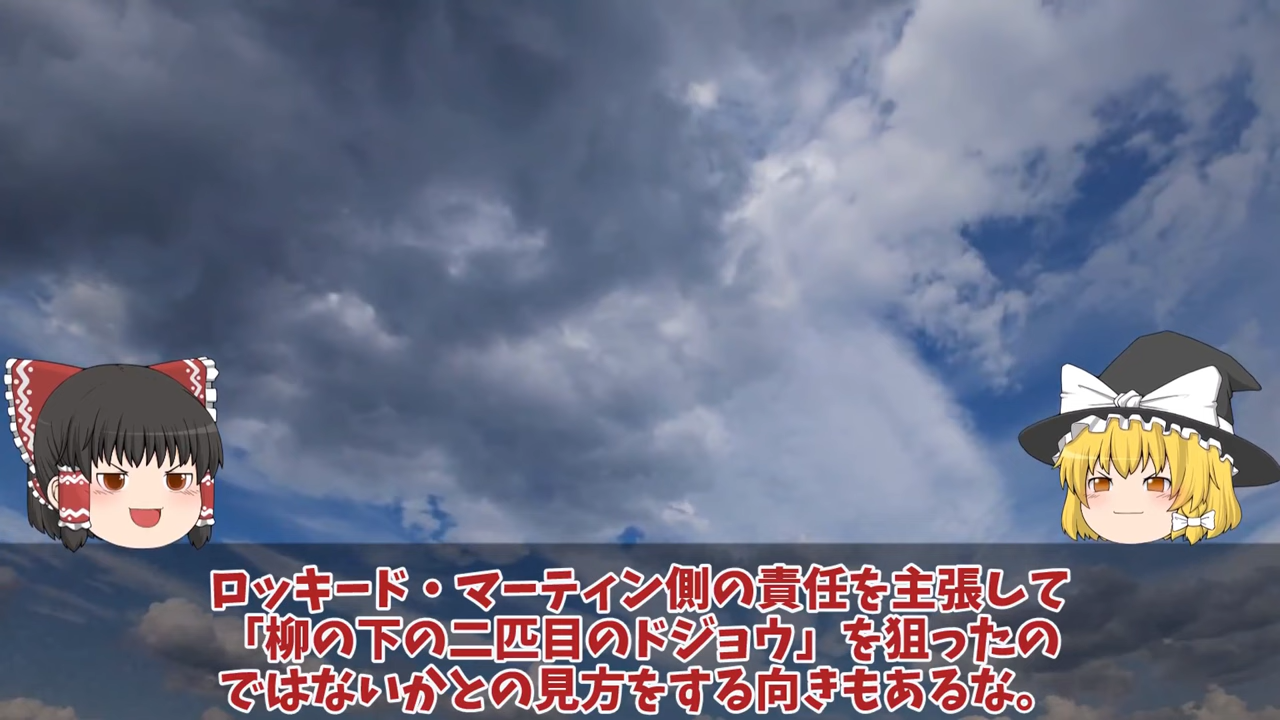 ロッキード・マーティン側の責任を主張して
「柳の下の二匹目のドジョウ」を狙ったの
ではないかとの見方をする向きもあるな。